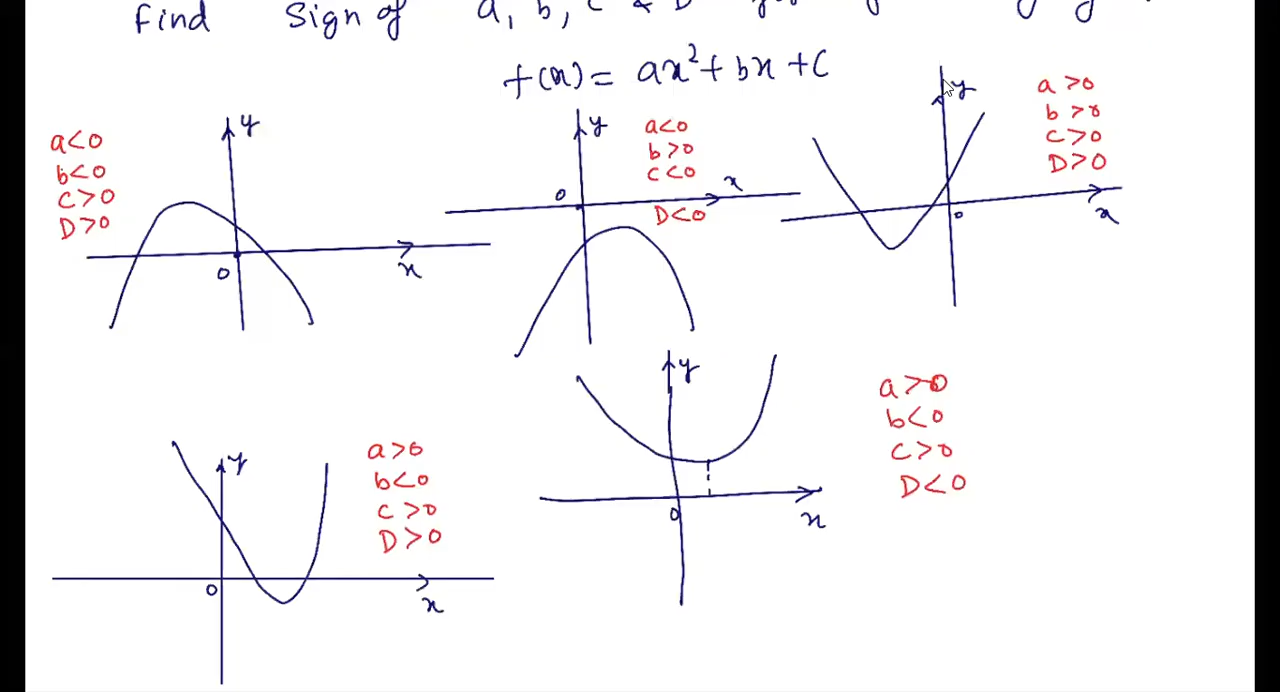 Find Sign of a, b, c & D
f(x) = ax²+ bx +c
y
a<0
b<0
c>0
D>0
0
x
y
a<0
b>0
c<0
D<0
0
x
y
a >0
b >0
c>0
D>0
0
x
y
a>0
b<0
c >0
D>0
0
x
y
a>0
b<0
c>0
D<0
0
x